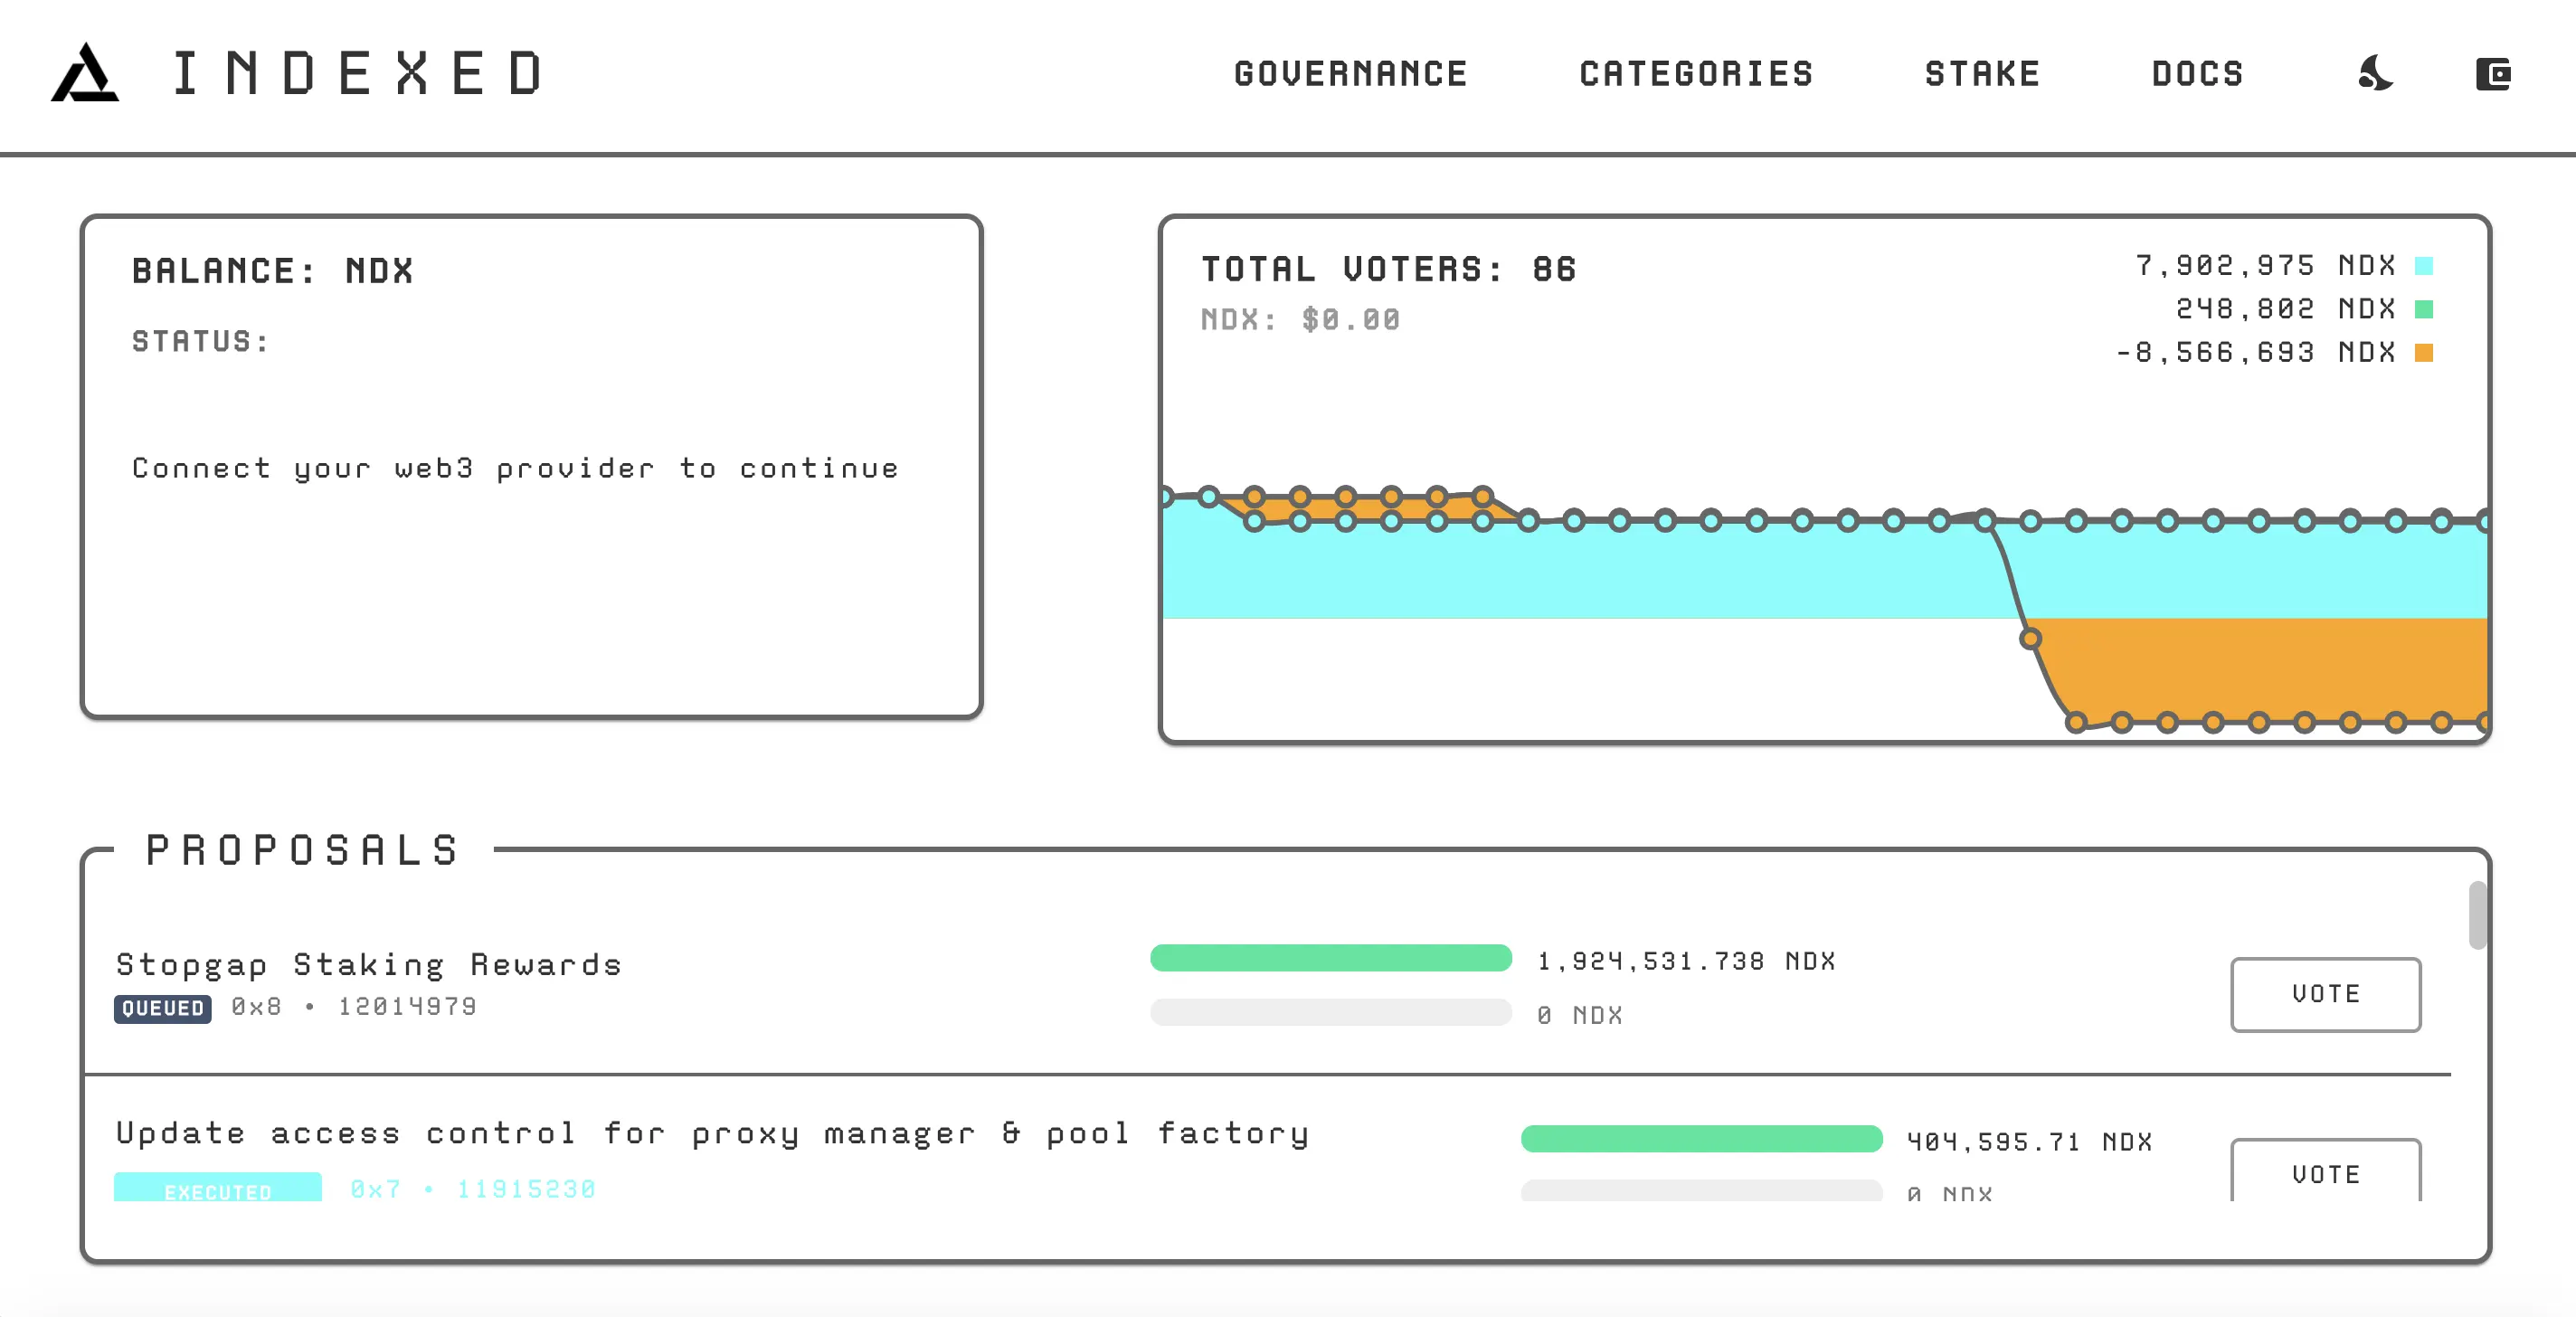 INDEXED
GOVERNANCE
CATEGORIES
STAKE
DOCS
BALANCE: NDX
STATUS:
Connect your web3 provider to continue
TOTAL VOTERS: 86
NDX: $0.00
7,902,975 NDX
248,802 NDX
-8,566,693 NDX
PROPOSALS
Stopgap Staking Rewards
QUEUED 0x8 • 12014979
1,924,531.738 NDX
0 NDX
VOTE
Update access control for proxy manager & pool factory
EXECUTED 0x7 • 11915230
404,595.71 NDX
0 NDX
VOTE